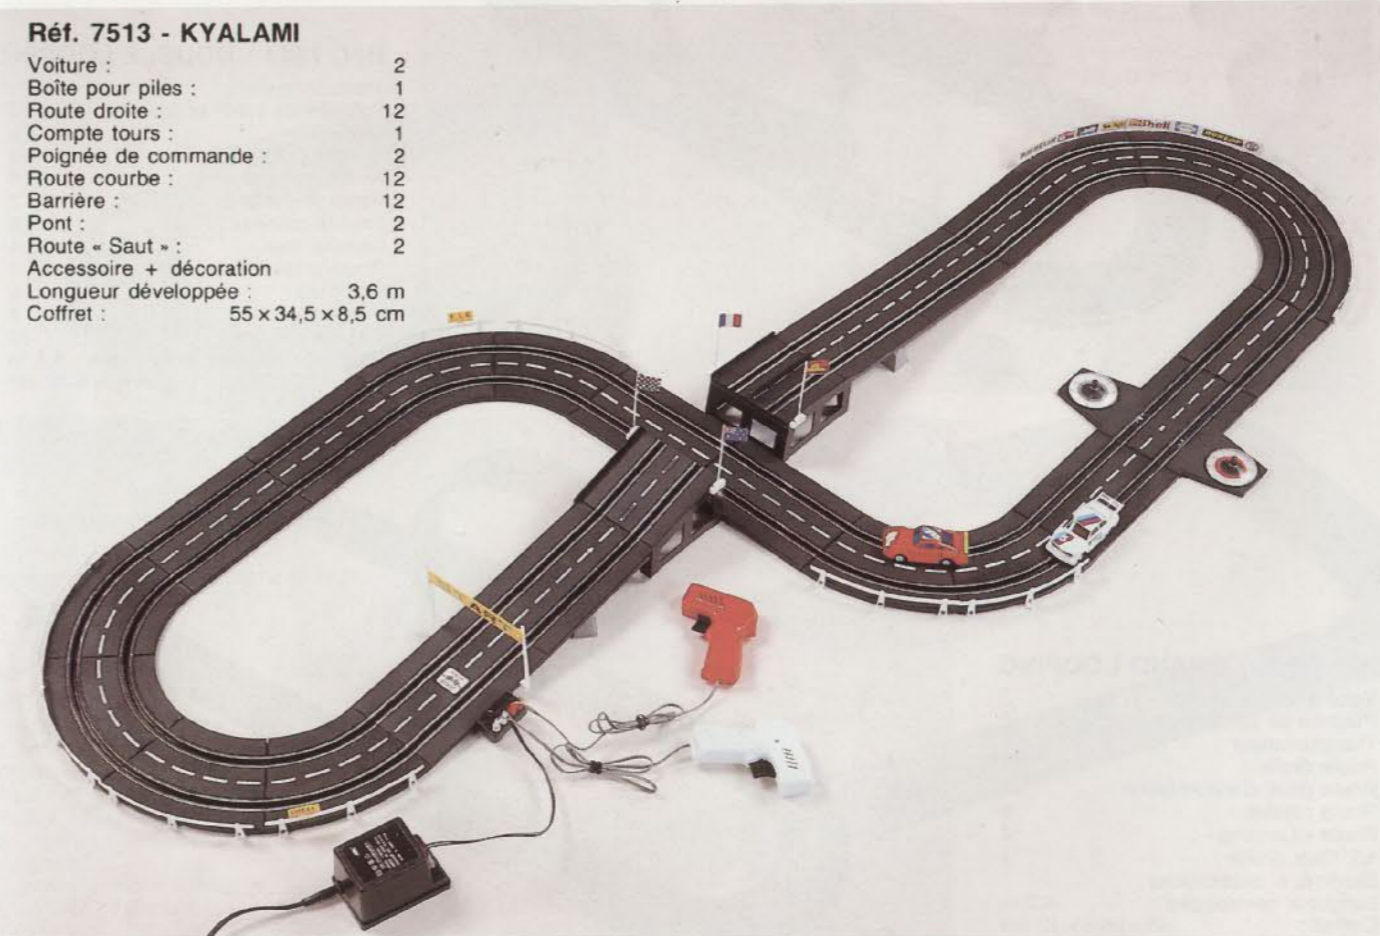 Réf. 7513 - KYALAMI
Voiture : 2
Boîte pour piles : 1
Route droite : 12
Compte tours : 1
Poignée de commande : 2
Route courbe : 12
Barrière : 12
Pont : 2
Route « Saut » : 2
Accessoire + décoration
Longueur développée : 3,6 m
Coffret : 55 x 34,5 x 8,5 cm
Shell
DUNLOP